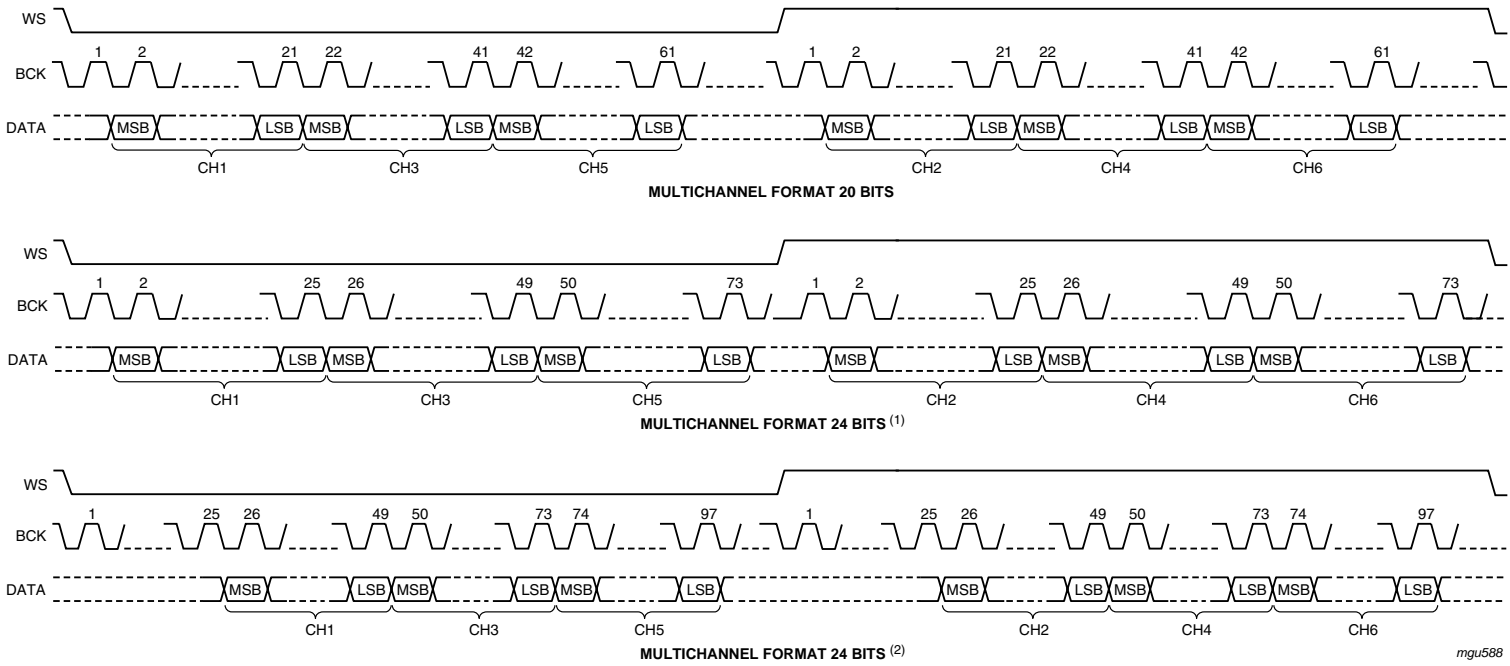 WS
1 2 21 22 41 42 61 1 2 21 22 41 42 61
BCK
DATA MSB LSB MSB LSB MSB LSB MSB LSB MSB LSB MSB LSB
CH1 CH3 CH5 CH2 CH4 CH6
MULTICHANNEL FORMAT 20 BITS
WS
1 2 25 26 49 50 73 1 2 25 26 49 50 73
BCK
DATA MSB LSB MSB LSB MSB LSB MSB LSB MSB LSB MSB LSB
CH1 CH3 CH5 CH2 CH4 CH6
MULTICHANNEL FORMAT 24 BITS (1)
WS
1 25 26 49 50 73 74 97 1 25 26 49 50 73 74 97
BCK
DATA MSB LSB MSB LSB MSB LSB MSB LSB MSB LSB MSB LSB
CH1 CH3 CH5 CH2 CH4 CH6
MULTICHANNEL FORMAT 24 BITS (2)
mgu588